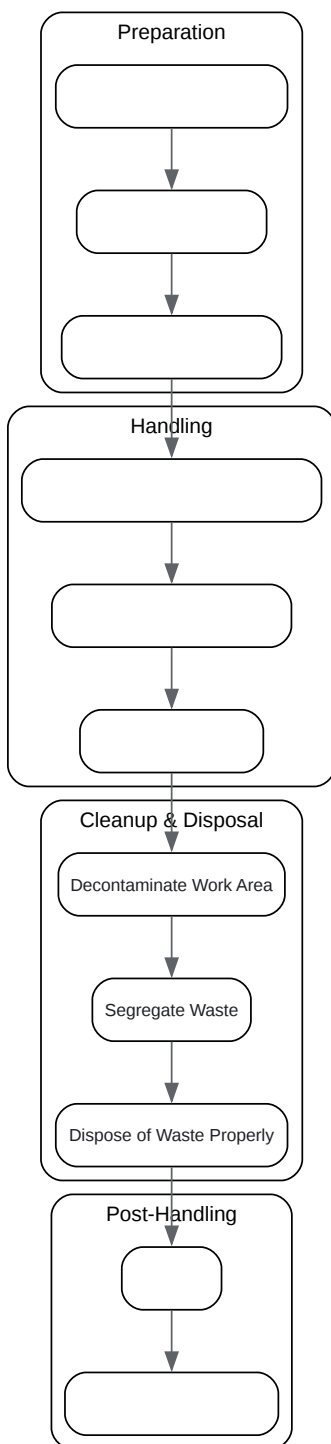 Preparation
Handling
Cleanup & Disposal
Decontaminate Work Area
Segregate Waste
Dispose of Waste Properly
Post-Handling